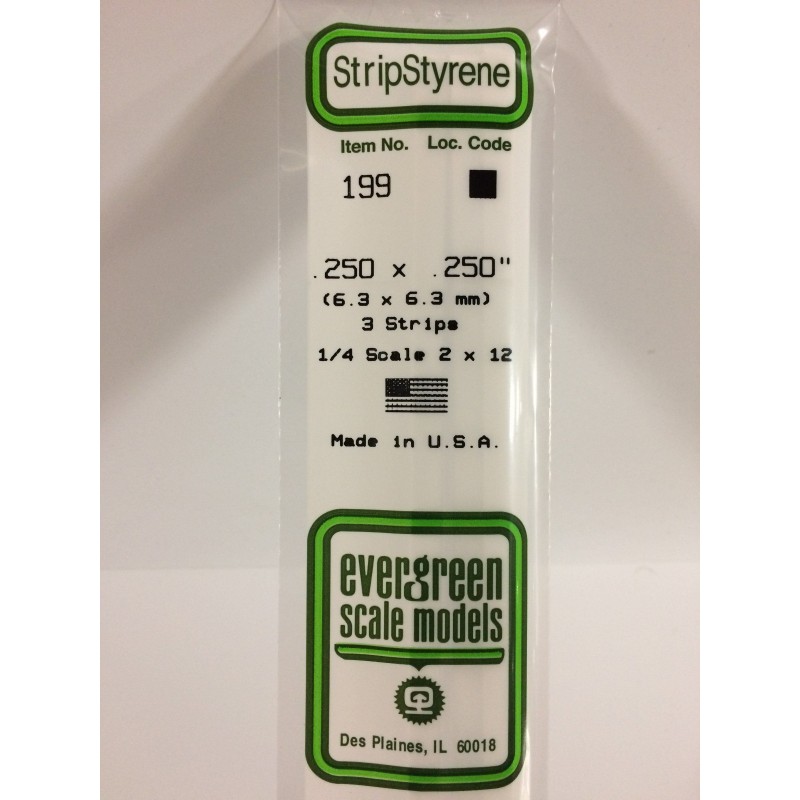 StripStyrene
Item No. Loc. Code
199
.250 x .250"
(6.3 x 6.3 mm)
3 Strips
1/4 Scale 2 x 12
Made in U.S.A.
evergreen
scale models
Des Plaines, IL 60018